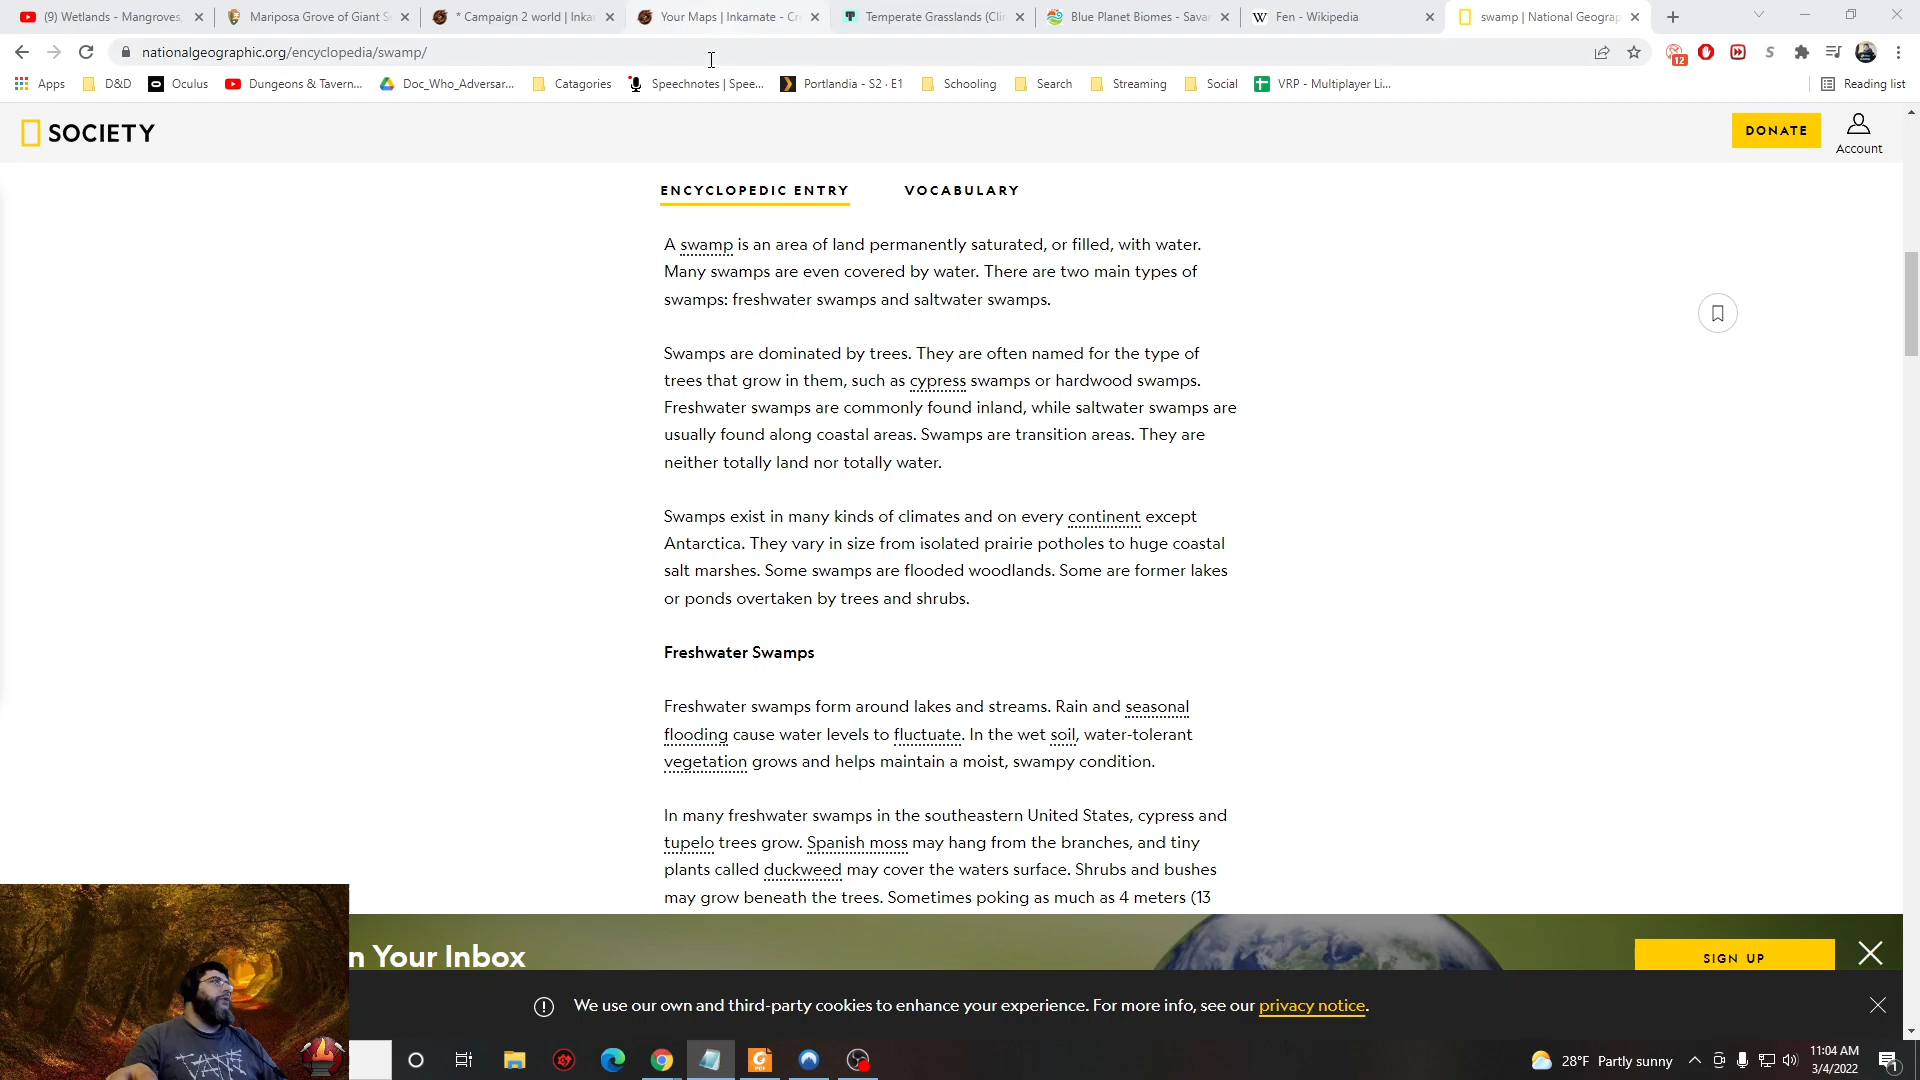 (9) Wetlands - Mangroves,
Mariposa Grove of Giant S
* Campaign 2 world | Inka
Your Maps | Inkarnate - Cr
Temperate Grasslands (Cli
Blue Planet Biomes - Sava
Fen - Wikipedia
swamp | National Geograp
nationalgeographic.org/encyclopedia/swamp/
12
Apps
D&D
Oculus
Dungeons & Tavern...
Doc_Who_Adversar...
Catagories
Speechnotes | Spee...
Portlandia - S2 · E1
Schooling
Search
Streaming
Social
VRP - Multiplayer Li...
Reading list
SOCIETY
DONATE
Account
ENCYCLOPEDIC ENTRY
VOCABULARY
A swamp is an area of land permanently saturated, or filled, with water.
Many swamps are even covered by water. There are two main types of
swamps: freshwater swamps and saltwater swamps.
Swamps are dominated by trees. They are often named for the type of
trees that grow in them, such as cypress swamps or hardwood swamps.
Freshwater swamps are commonly found inland, while saltwater swamps are
usually found along coastal areas. Swamps are transition areas. They are
neither totally land nor totally water.
Swamps exist in many kinds of climates and on every continent except
Antarctica. They vary in size from isolated prairie potholes to huge coastal
salt marshes. Some swamps are flooded woodlands. Some are former lakes
or ponds overtaken by trees and shrubs.
Freshwater Swamps
Freshwater swamps form around lakes and streams. Rain and seasonal
flooding cause water levels to fluctuate. In the wet soil, water-tolerant
vegetation grows and helps maintain a moist, swampy condition.
In many freshwater swamps in the southeastern United States, cypress and
tupelo trees grow. Spanish moss may hang from the branches, and tiny
plants called duckweed may cover the waters surface. Shrubs and bushes
may grow beneath the trees. Sometimes poking as much as 4 meters (13
n Your Inbox
SIGN UP
We use our own and third-party cookies to enhance your experience. For more info, see our privacy notice.
28°F Partly sunny
11:04 AM
3/4/2022
1